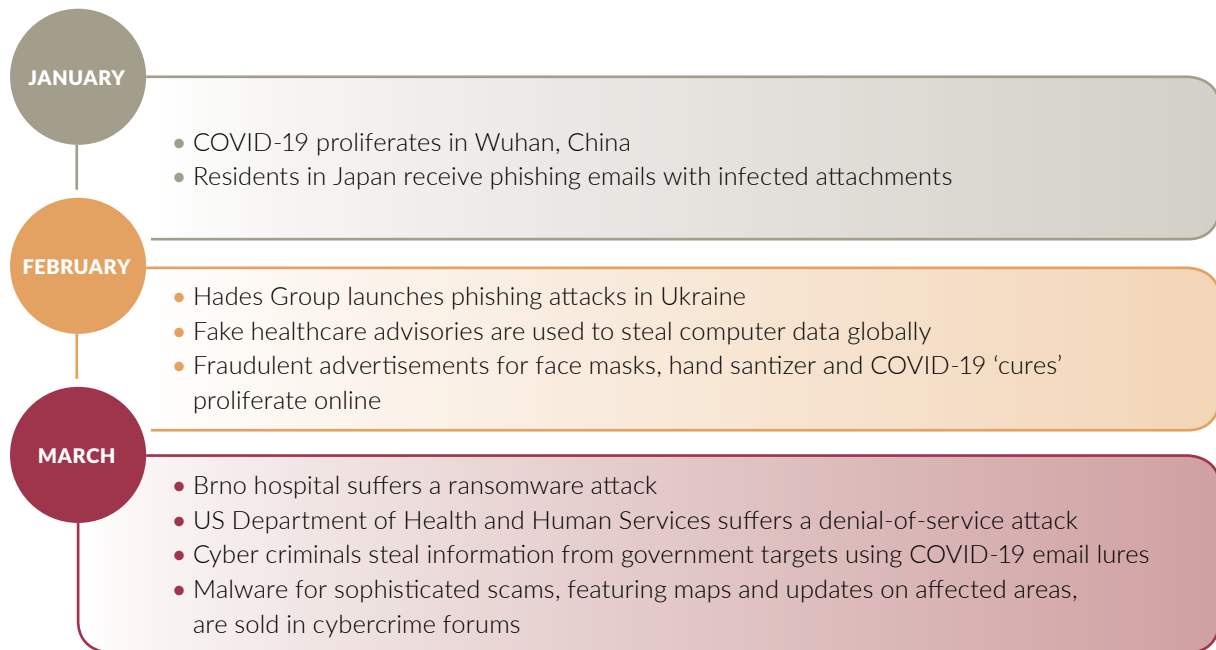 JANUARY
• COVID-19 proliferates in Wuhan, China
• Residents in Japan receive phishing emails with infected attachments
FEBRUARY
• Hades Group launches phishing attacks in Ukraine
• Fake healthcare advisories are used to steal computer data globally
• Fraudulent advertisements for face masks, hand santizer and COVID-19 ‘cures’
proliferate online
MARCH
• Brno hospital suffers a ransomware attack
• US Department of Health and Human Services suffers a denial-of-service attack
• Cyber criminals steal information from government targets using COVID-19 email lures
• Malware for sophisticated scams, featuring maps and updates on affected areas,
are sold in cybercrime forums